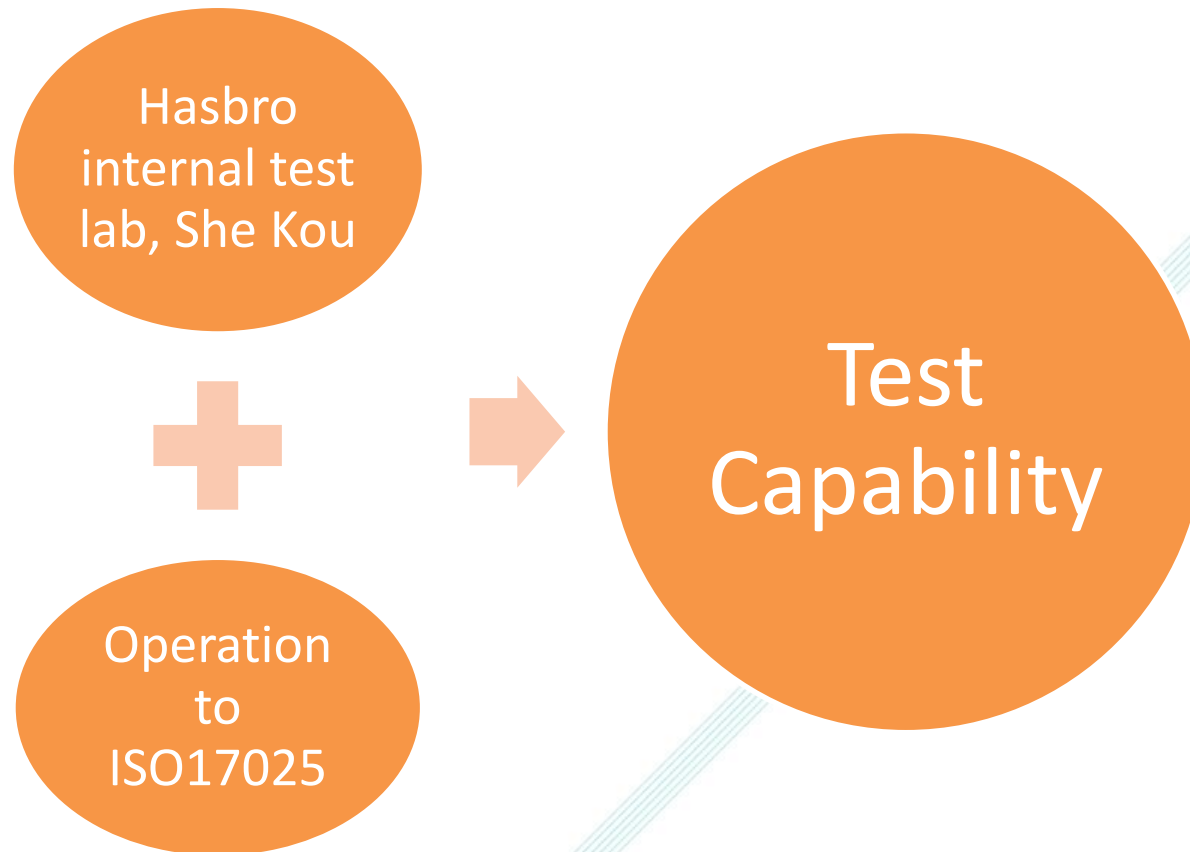 Hasbro
internal test
lab, She Kou
Operation
to
ISO17025
Test
Capability